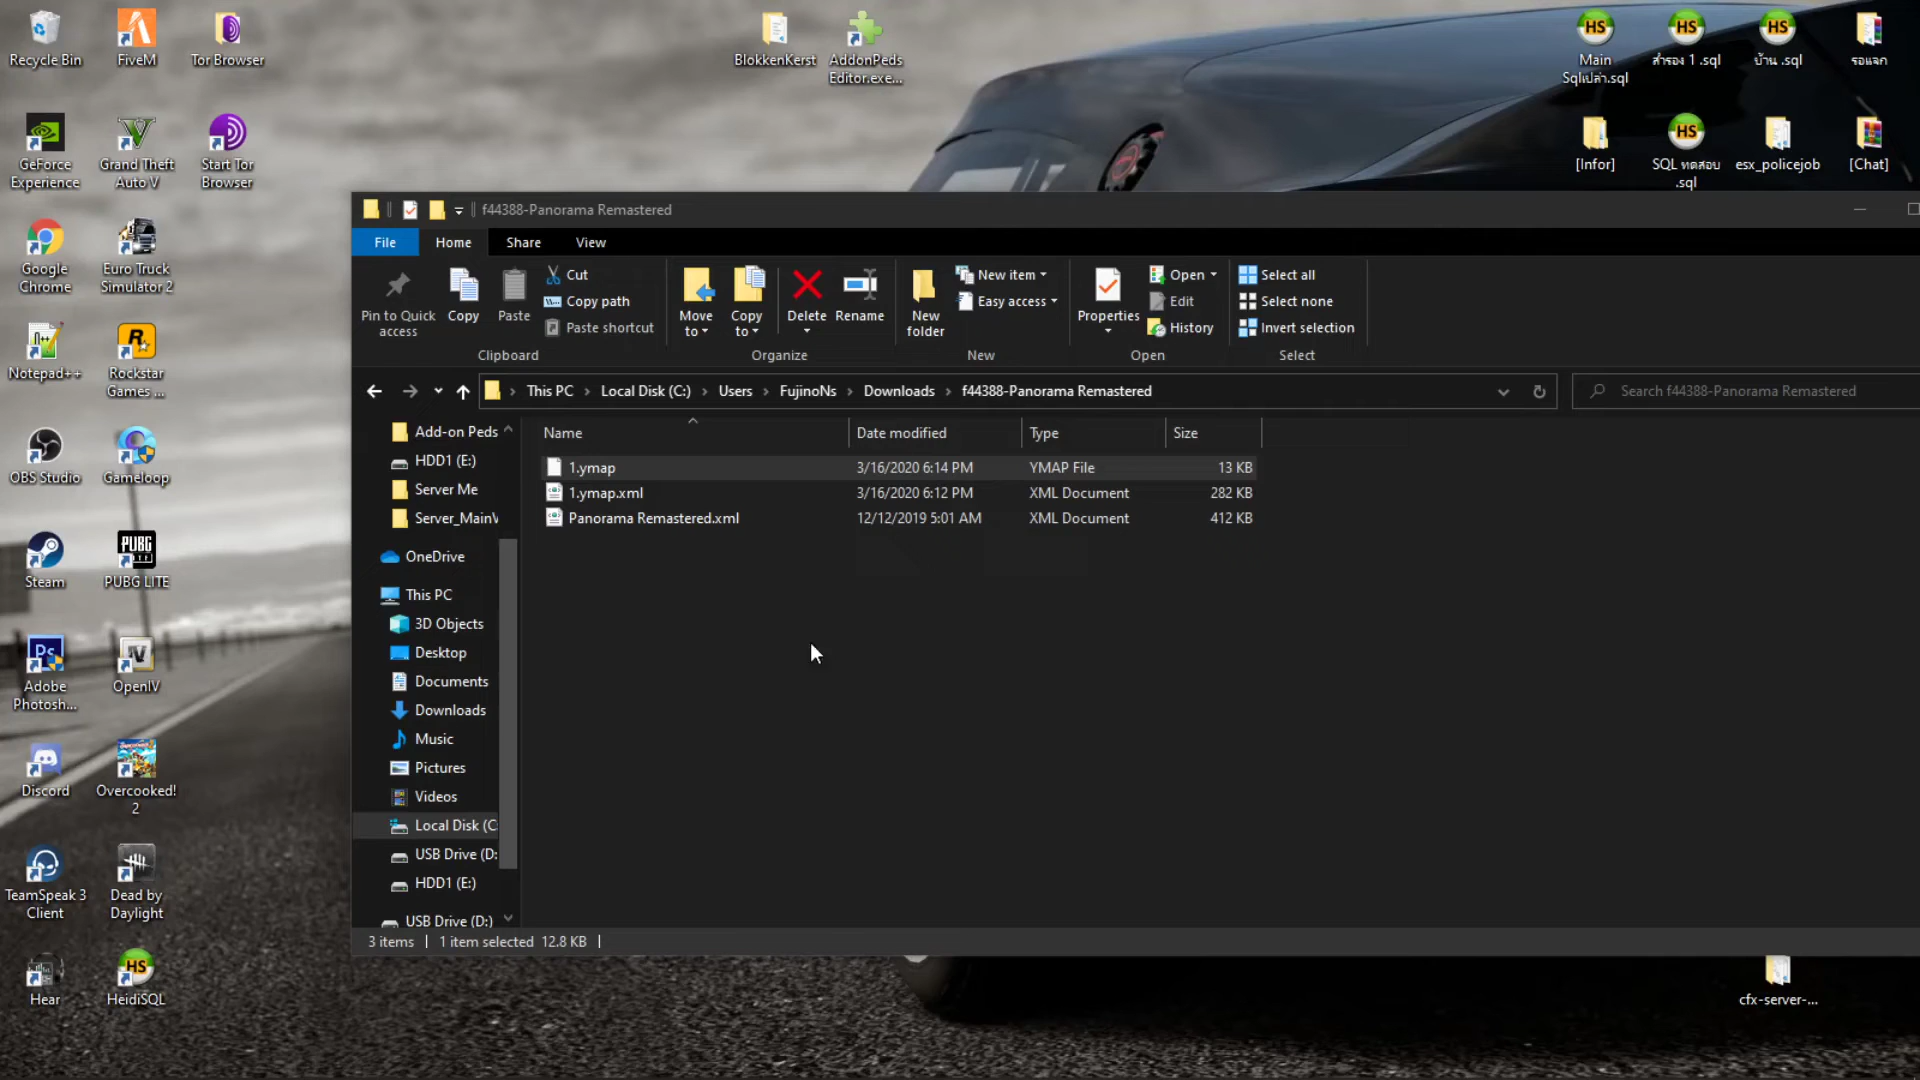 Recycle Bin
FiveM
Tor Browser
BlokkenKerst
AddonPeds
Editor.exe...
Main
Sqlเปล่า.sql
สำรอง 1 .sql
บ้าน .sql
รอแจก
GeForce
Experience
Grand Theft
Auto V
Start Tor
Browser
[Infor]
SQL ทดสอบ
.sql
esx_policejob
[Chat]
Google
Chrome
Euro Truck
Simulator 2
Notepad++
Rockstar
Games ...
OBS Studio
Gameloop
Steam
PUBG LITE
Adobe
Photosh...
OpenIV
Discord
Overcooked!
2
TeamSpeak 3
Client
Dead by
Daylight
Hear
HeidiSQL
cfx-server-...
f44388-Panorama Remastered
File
Home
Share
View
Pin to Quick
access
Copy
Paste
Cut
Copy path
Paste shortcut
Clipboard
Move
to
Copy
to
Delete
Rename
Organize
New
folder
New item
Easy access
New
Properties
Open
Edit
History
Open
Select all
Select none
Invert selection
Select
This PC > Local Disk (C:) > Users > FujinoNs > Downloads > f44388-Panorama Remastered
Search f44388-Panorama Remastered
Add-on Peds
HDD1 (E:)
Server Me
Server_MainV
OneDrive
This PC
3D Objects
Desktop
Documents
Downloads
Music
Pictures
Videos
Local Disk (C:
USB Drive (D:
HDD1 (E:)
USB Drive (D:)
Name Date modified Type Size
1.ymap 3/16/2020 6:14 PM YMAP File 13 KB
1.ymap.xml 3/16/2020 6:12 PM XML Document 282 KB
Panorama Remastered.xml 12/12/2019 5:01 AM XML Document 412 KB
3 items 1 item selected 12.8 KB